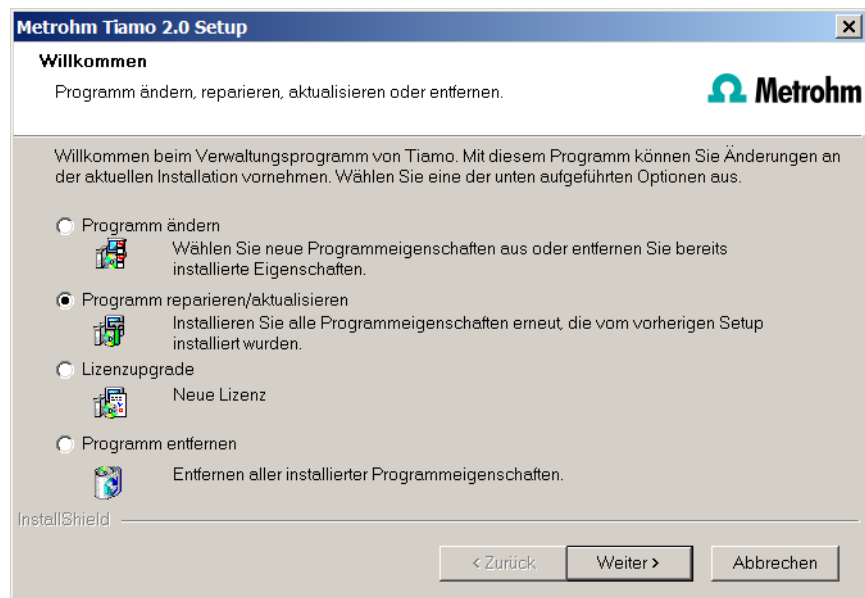 Metrohm Tiamo 2.0 Setup
Willkommen
Programm ändern, reparieren, aktualisieren oder entfernen.
Metrohm
Willkommen beim Verwaltungsprogramm von Tiamo. Mit diesem Programm können Sie Änderungen an
der aktuellen Installation vornehmen. Wählen Sie eine der unten aufgeführten Optionen aus.
Programm ändern
Wählen Sie neue Programmeigenschaften aus oder entfernen Sie bereits
installierte Eigenschaften.
Programm reparieren/aktualisieren
Installieren Sie alle Programmeigenschaften erneut, die vom vorherigen Setup
installiert wurden.
Lizenzupgrade
Neue Lizenz
Programm entfernen
Entfernen aller installierter Programmeigenschaften.
InstallShield
< Zurück
Weiter >
Abbrechen